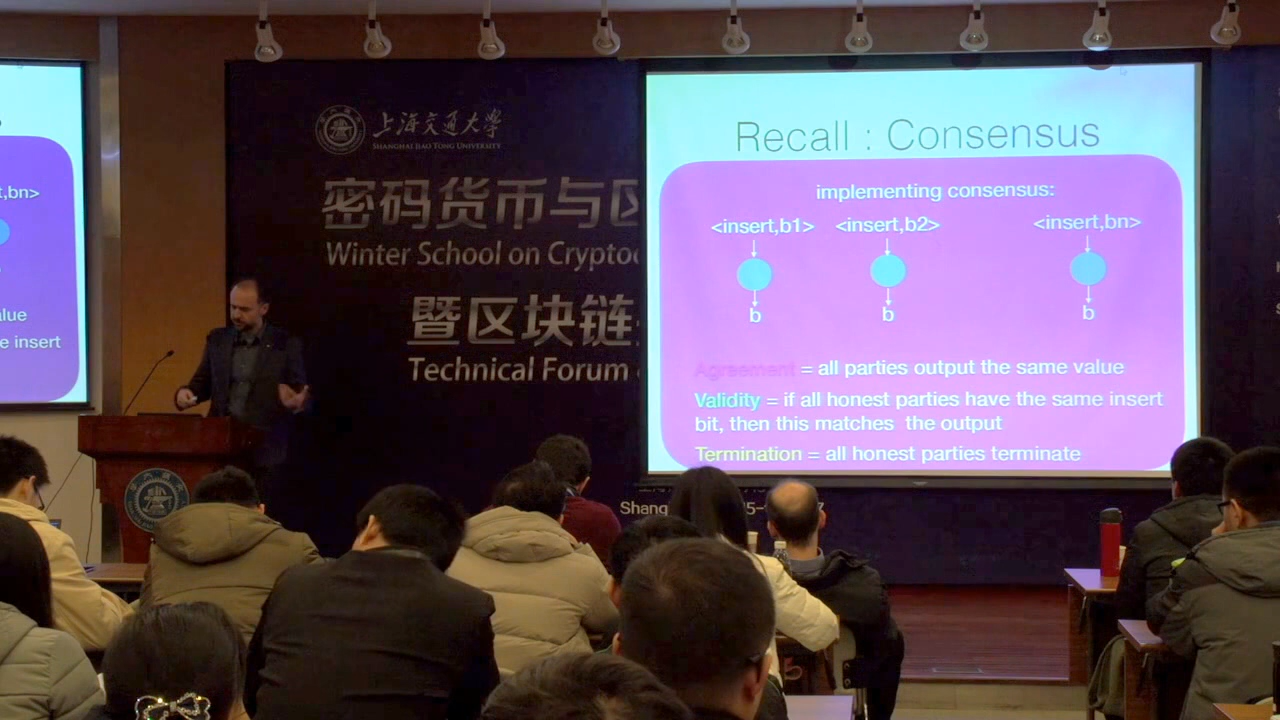 t,bn>
alue
e insert
上海交通大学
SHANGHAI JIAO TONG UNIVERSITY
密码货币与区
Winter School on Cryptoc
暨区块链
Technical Forum
Shang
Recall : Consensus
implementing consensus:
<insert,b1> <insert,b2> <insert,bn>
b b b
Agreement = all parties output the same value
Validity = if all honest parties have the same insert
bit, then this matches the output
Termination = all honest parties terminate